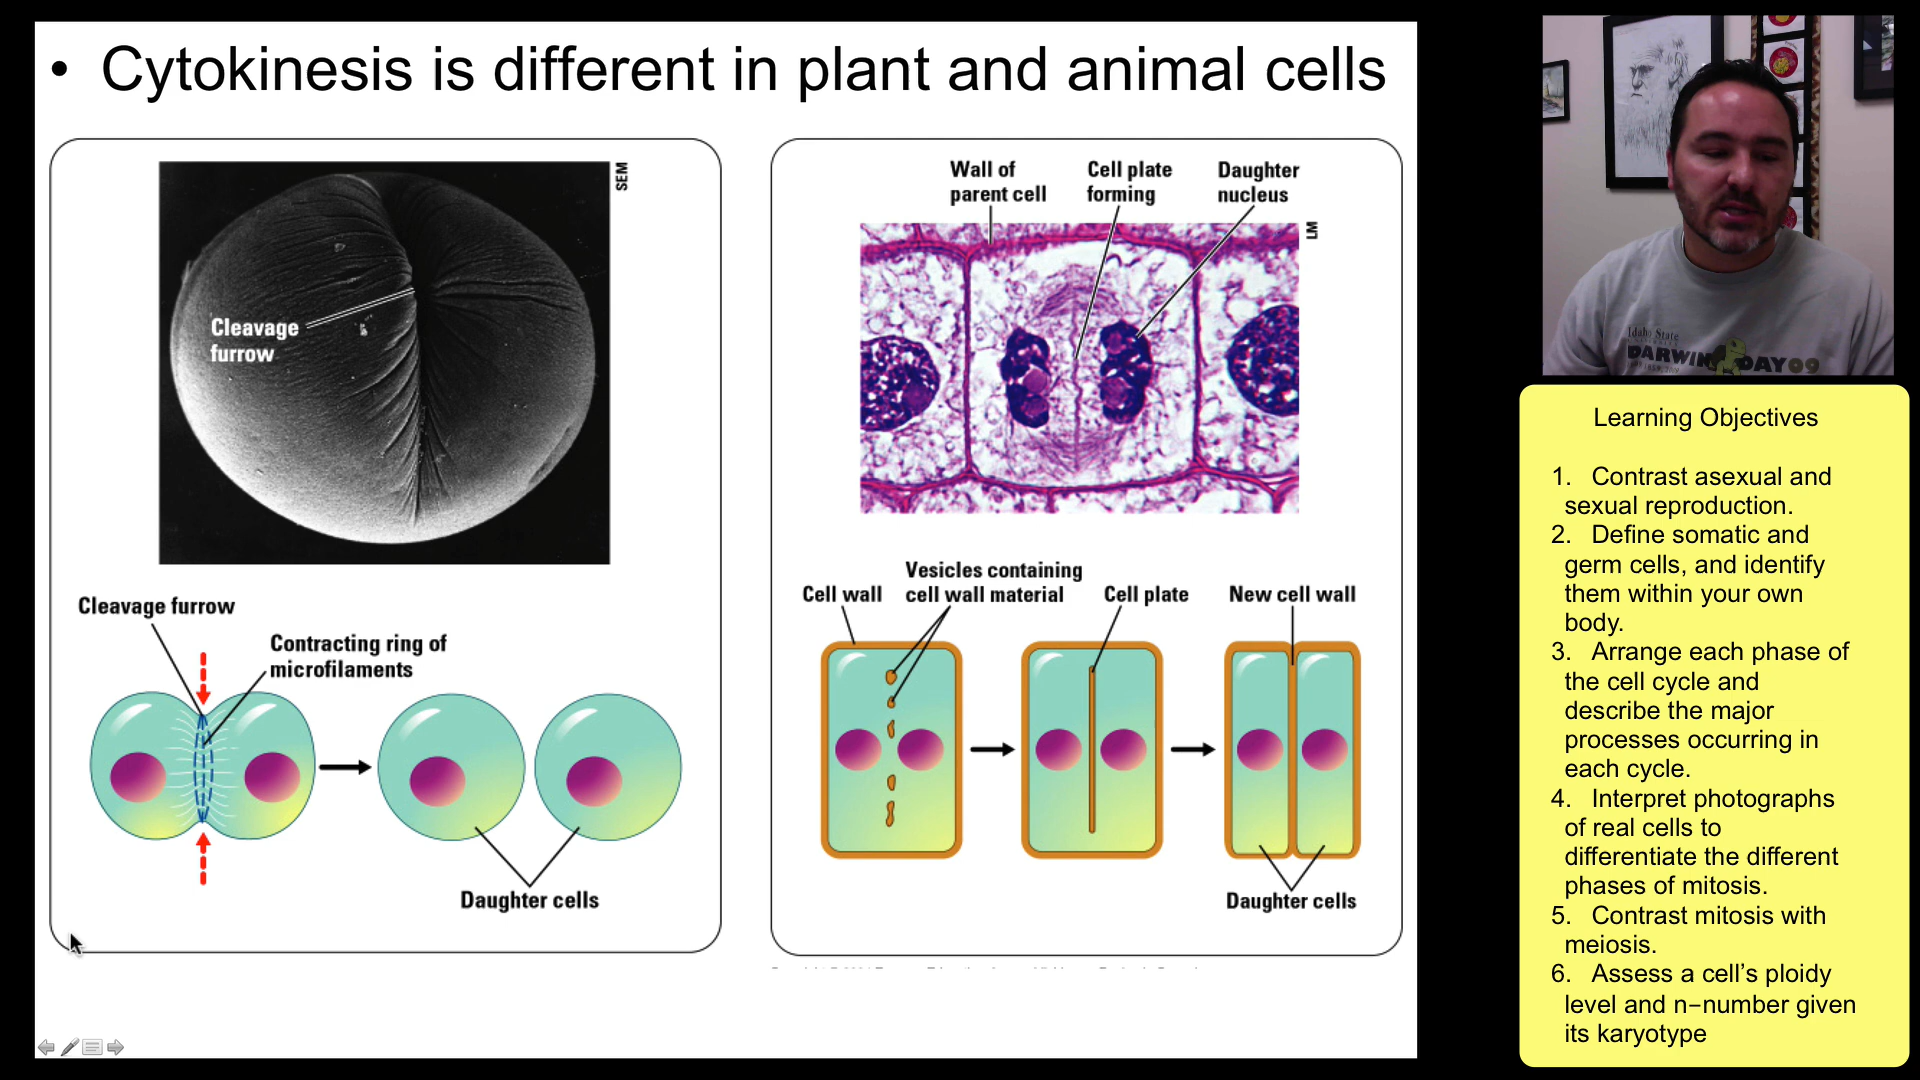 • Cytokinesis is different in plant and animal cells
SEM
Cleavage
furrow
Cleavage furrow
Contracting ring of
microfilaments
Daughter cells
Wall of
parent cell
Cell plate
forming
Daughter
nucleus
LM
Vesicles containing
cell wall material
Cell wall
Cell plate
New cell wall
Daughter cells
Idaho State
DARWIN DAY 09
Learning Objectives
1. Contrast asexual and
sexual reproduction.
2. Define somatic and
germ cells, and identify
them within your own
body.
3. Arrange each phase of
the cell cycle and
describe the major
processes occurring in
each cycle.
4. Interpret photographs
of real cells to
differentiate the different
phases of mitosis.
5. Contrast mitosis with
meiosis.
6. Assess a cell’s ploidy
level and n–number given
its karyotype